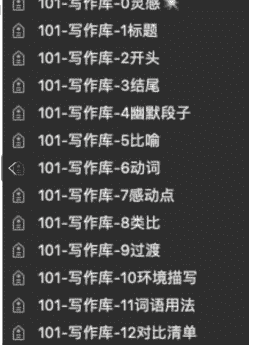 101-写作库-0灵感
101-写作库-1标题
101-写作库-2开头
101-写作库-3结尾
101-写作库-4幽默段子
101-写作库-5比喻
101-写作库-6动词
101-写作库-7感动点
101-写作库-8类比
101-写作库-9过渡
101-写作库-10环境描写
101-写作库-11词语用法
101-写作库-12对比清单